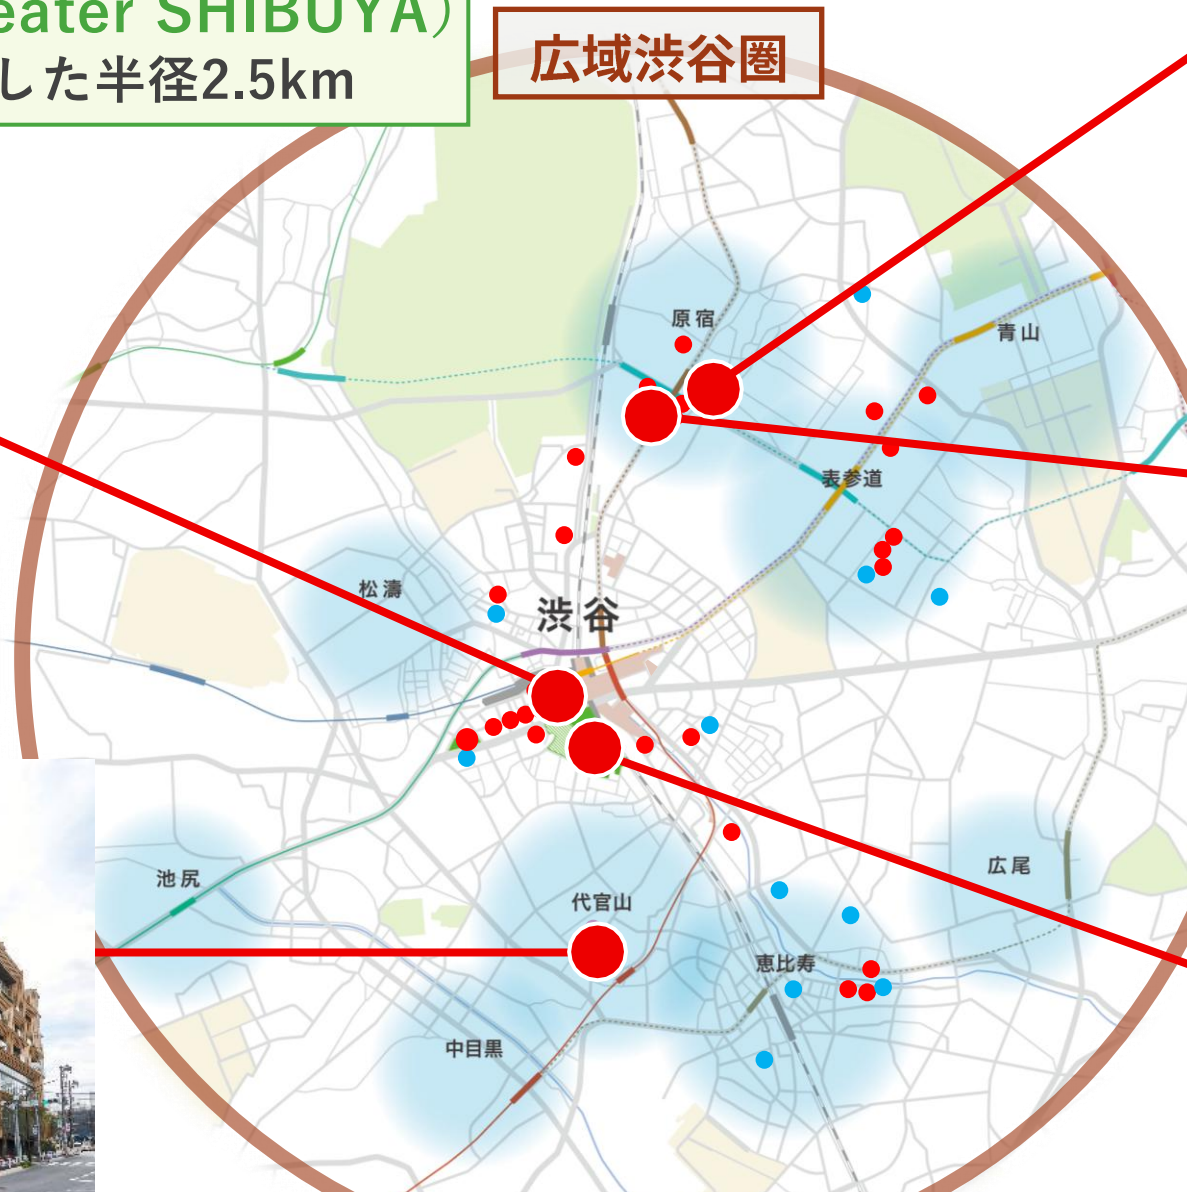 eater SHIBUYA）
した半径2.5km
広域渋谷圏
原宿
青山
表参道
松濤
渋谷
池尻
代官山
広尾
恵比寿
中目黒